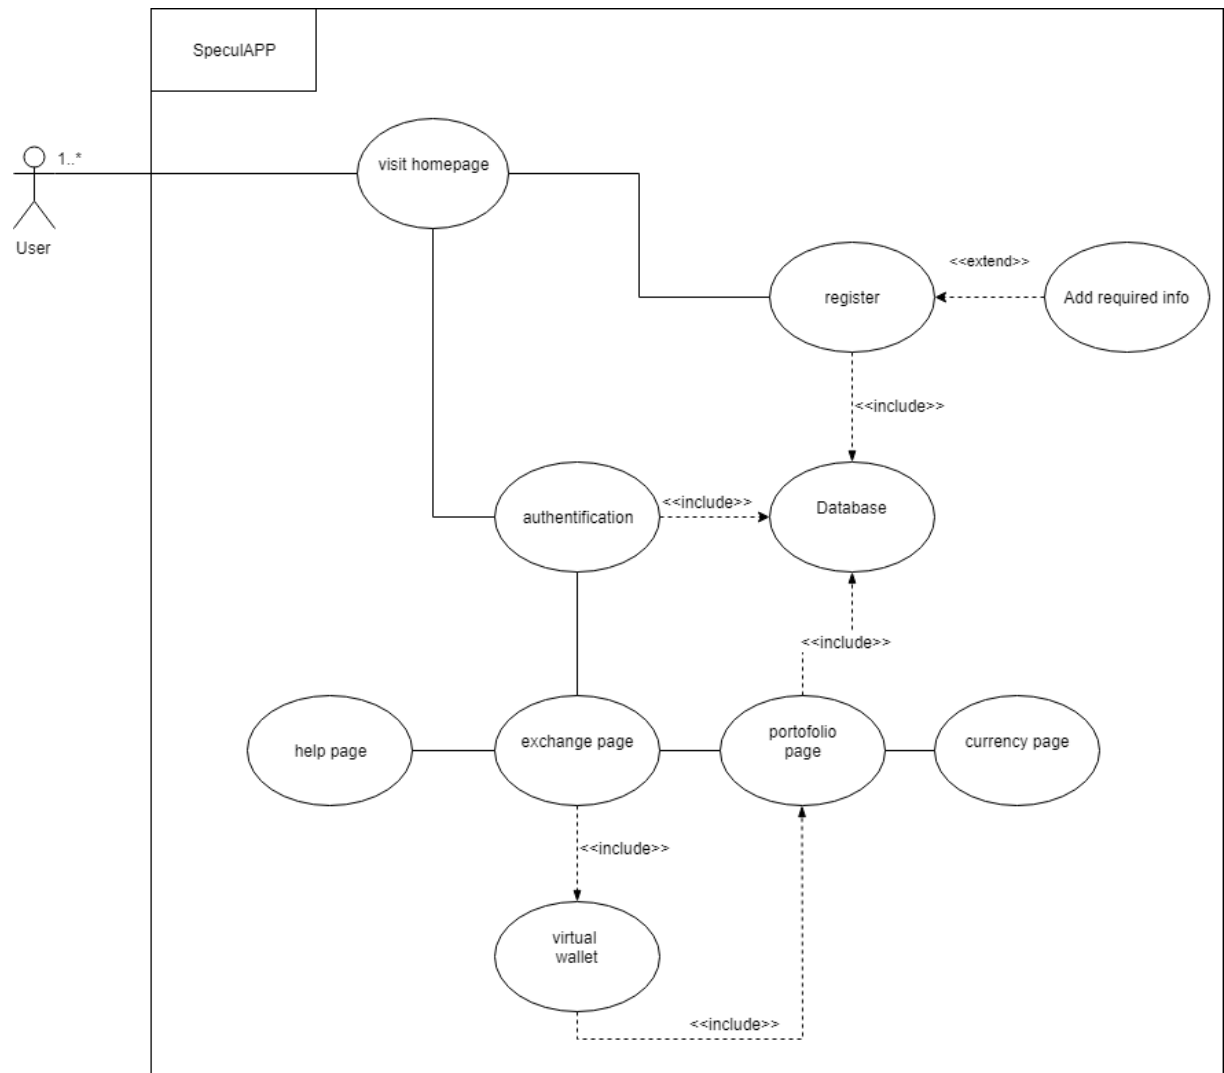 SpeculAPP
1..*
visit homepage
User
<<extend>>
register
Add required info
<<include>>
<<include>>
authentification
Database
<<include>>
help page
exchange page
portofolio
page
currency page
<<include>>
virtual
wallet
<<include>>